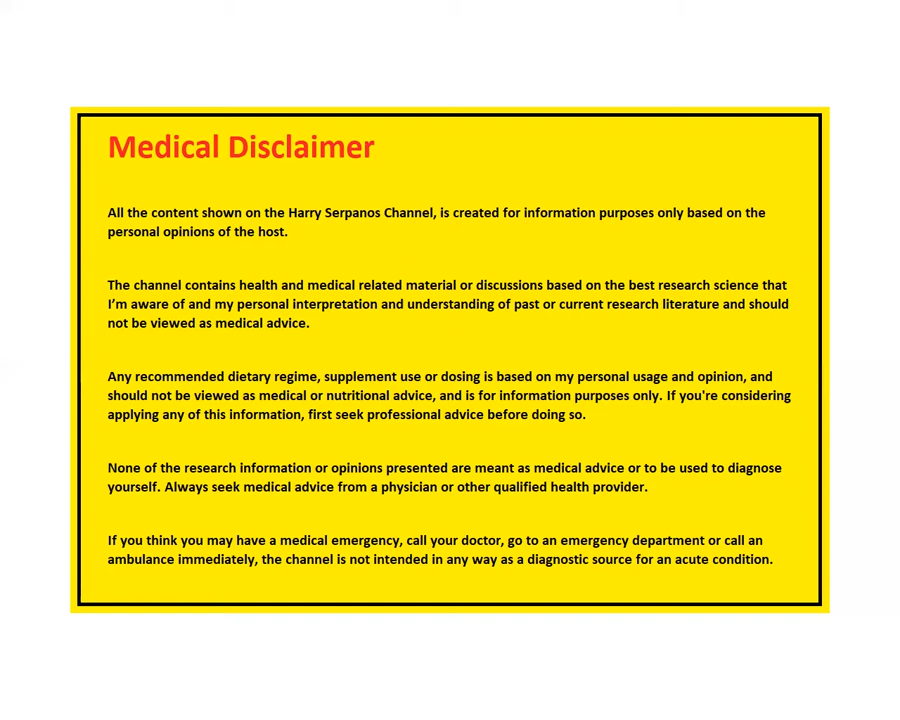 Medical Disclaimer
All the content shown on the Harry Serpanos Channel, is created for information purposes only based on the
personal opinions of the host.
The channel contains health and medical related material or discussions based on the best research science that
I'm aware of and my personal interpretation and understanding of past or current research literature and should
not be viewed as medical advice.
Any recommended dietary regime, supplement use or dosing is based on my personal usage and opinion, and
should not be viewed as medical or nutritional advice, and is for information purposes only. If you're considering
applying any of this information, first seek professional advice before doing so.
None of the research information or opinions presented are meant as medical advice or to be used to diagnose
yourself. Always seek medical advice from a physician or other qualified health provider.
If you think you may have a medical emergency, call your doctor, go to an emergency department or call an
ambulance immediately, the channel is not intended in any way as a diagnostic source for an acute condition.